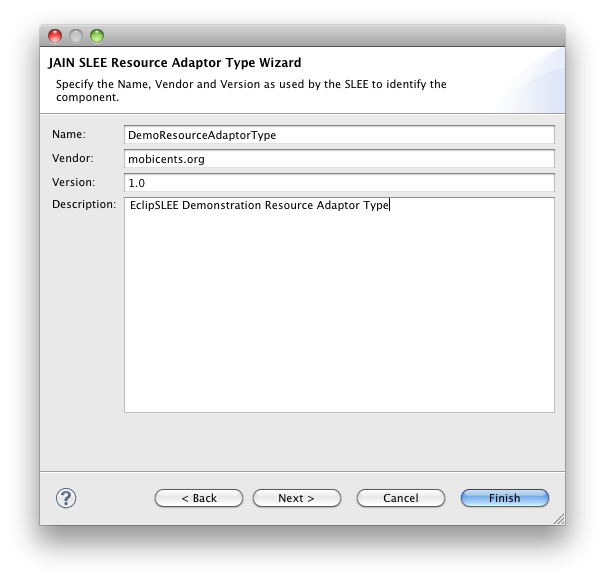 JAIN SLEE Resource Adaptor Type Wizard
Specify the Name, Vendor and Version as used by the SLEE to identify the
component.
Name: DemoResourceAdaptorType
Vendor: mobicents.org
Version: 1.0
Description: EclipSLEE Demonstration Resource Adaptor Type
? < Back Next > Cancel Finish